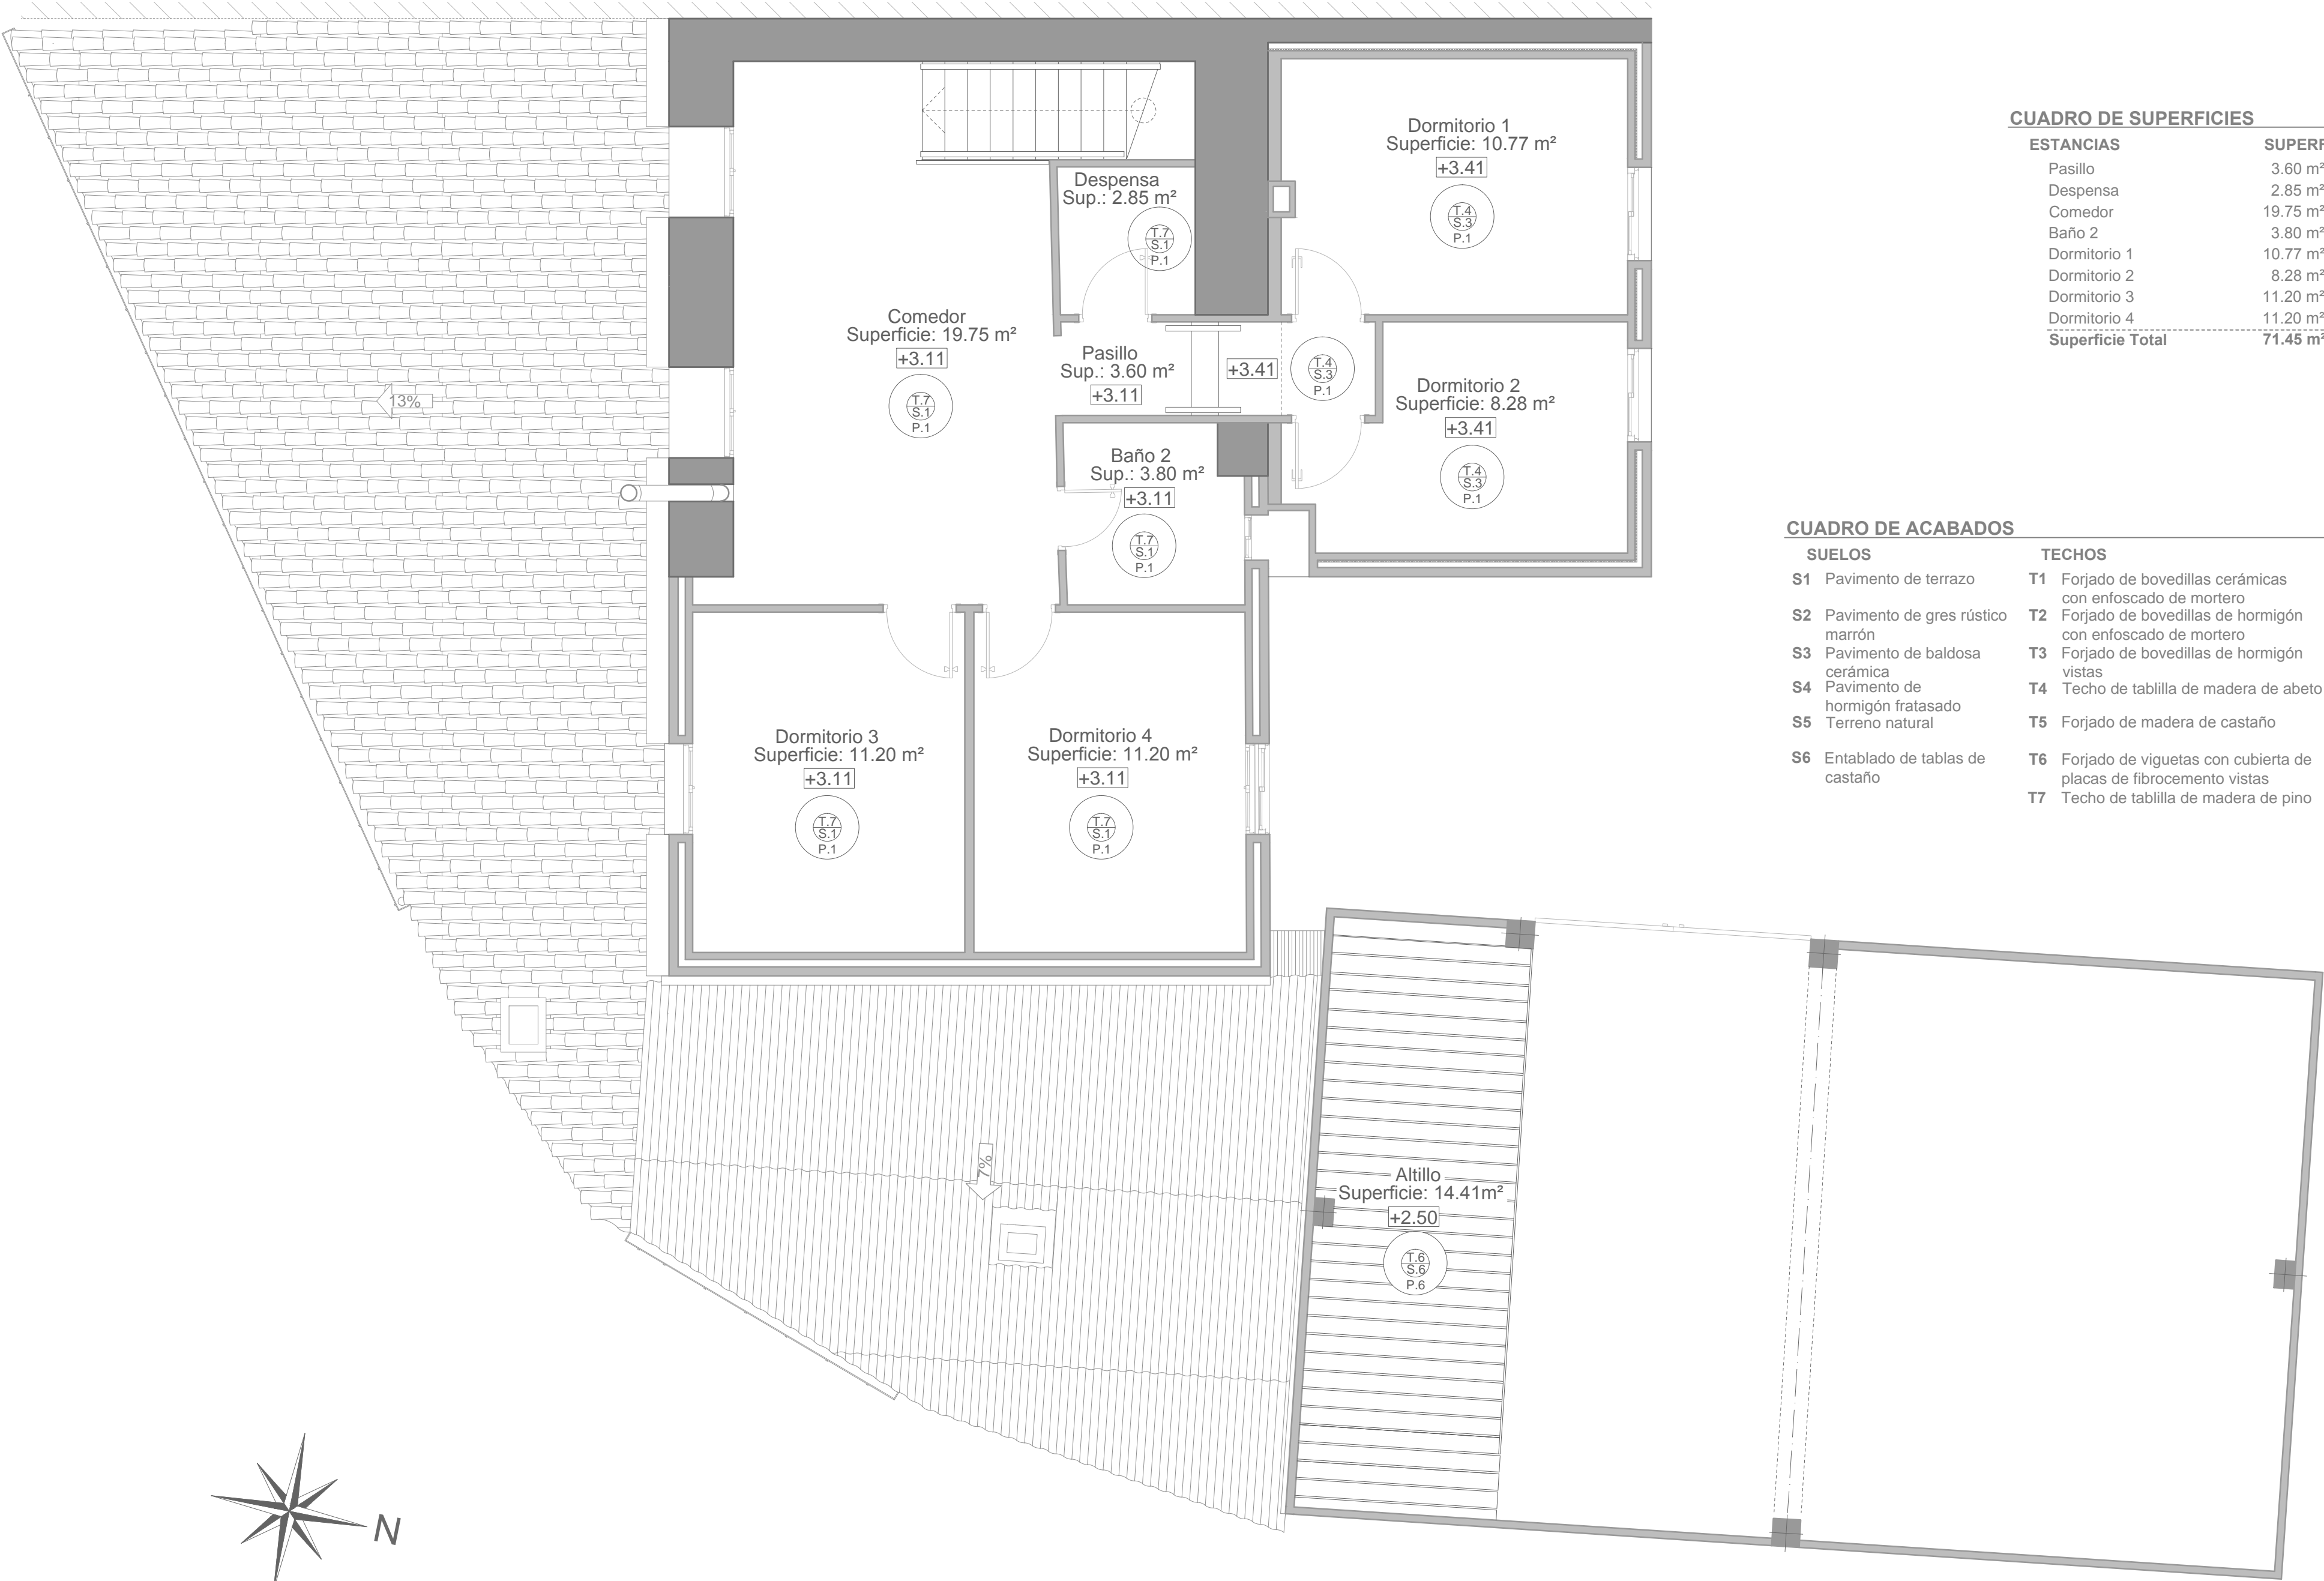 Dormitorio 1
Superficie: 10.77 m²
+3.41
T.4
S.3
P.1
Despensa
Sup.: 2.85 m²
T.7
S.1
P.1
Comedor
Superficie: 19.75 m²
+3.11
T.7
S.1
P.1
Pasillo
Sup.: 3.60 m²
+3.11
+3.41
T.4
S.3
P.1
Dormitorio 2
Superficie: 8.28 m²
+3.41
T.4
S.3
P.1
13%
Baño 2
Sup.: 3.80 m²
+3.11
T.7
S.1
P.1
Dormitorio 3
Superficie: 11.20 m²
+3.11
T.7
S.1
P.1
Dormitorio 4
Superficie: 11.20 m²
+3.11
T.7
S.1
P.1
7%
Altillo
Superficie: 14.41m²
+2.50
T.6
S.6
P.6
N
CUADRO DE SUPERFICIES
ESTANCIAS SUPERF
Pasillo 3.60 m²
Despensa 2.85 m²
Comedor 19.75 m²
Baño 2 3.80 m²
Dormitorio 1 10.77 m²
Dormitorio 2 8.28 m²
Dormitorio 3 11.20 m²
Dormitorio 4 11.20 m²
Superficie Total 71.45 m²
CUADRO DE ACABADOS
SUELOS
S1 Pavimento de terrazo
S2 Pavimento de gres rústico
marrón
S3 Pavimento de baldosa
cerámica
S4 Pavimento de
hormigón fratasado
S5 Terreno natural
S6 Entablado de tablas de
castaño
TECHOS
T1 Forjado de bovedillas cerámicas
con enfoscado de mortero
T2 Forjado de bovedillas de hormigón
con enfoscado de mortero
T3 Forjado de bovedillas de hormigón
vistas
T4 Techo de tablilla de madera de abeto
T5 Forjado de madera de castaño
T6 Forjado de viguetas con cubierta de
placas de fibrocemento vistas
T7 Techo de tablilla de madera de pino